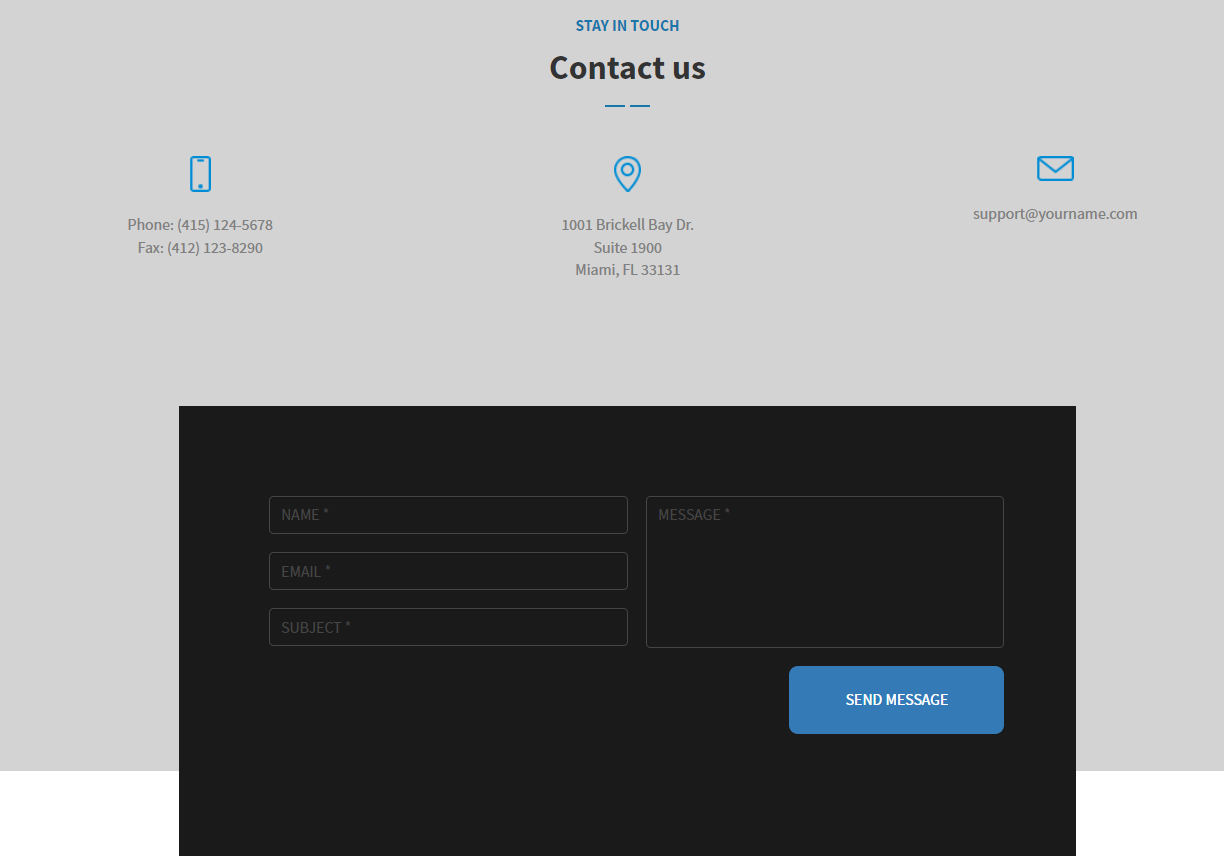 STAY IN TOUCH
Contact us
Phone: (415) 124-5678
Fax: (412) 123-8290
1001 Brickell Bay Dr.
Suite 1900
Miami, FL 33131
support@yourname.com
NAME *
EMAIL *
SUBJECT *
MESSAGE *
SEND MESSAGE